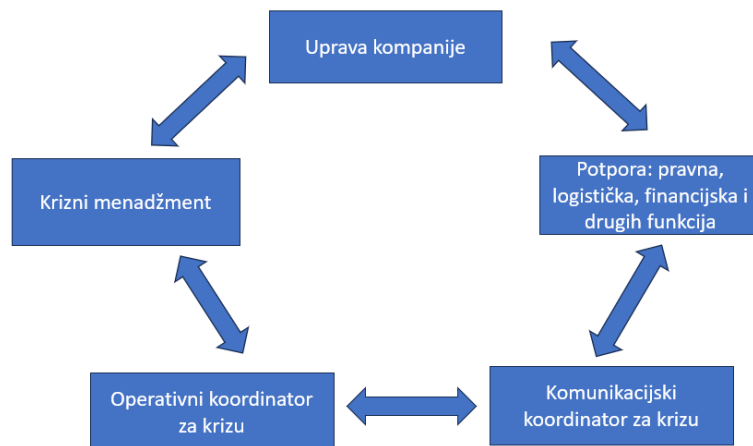 Uprava kompanije
Krizni menadžment
Potpora: pravna,
logistička, financijska i
drugih funkcija
Operativni koordinator
za krizu
Komunikacijski
koordinator za krizu